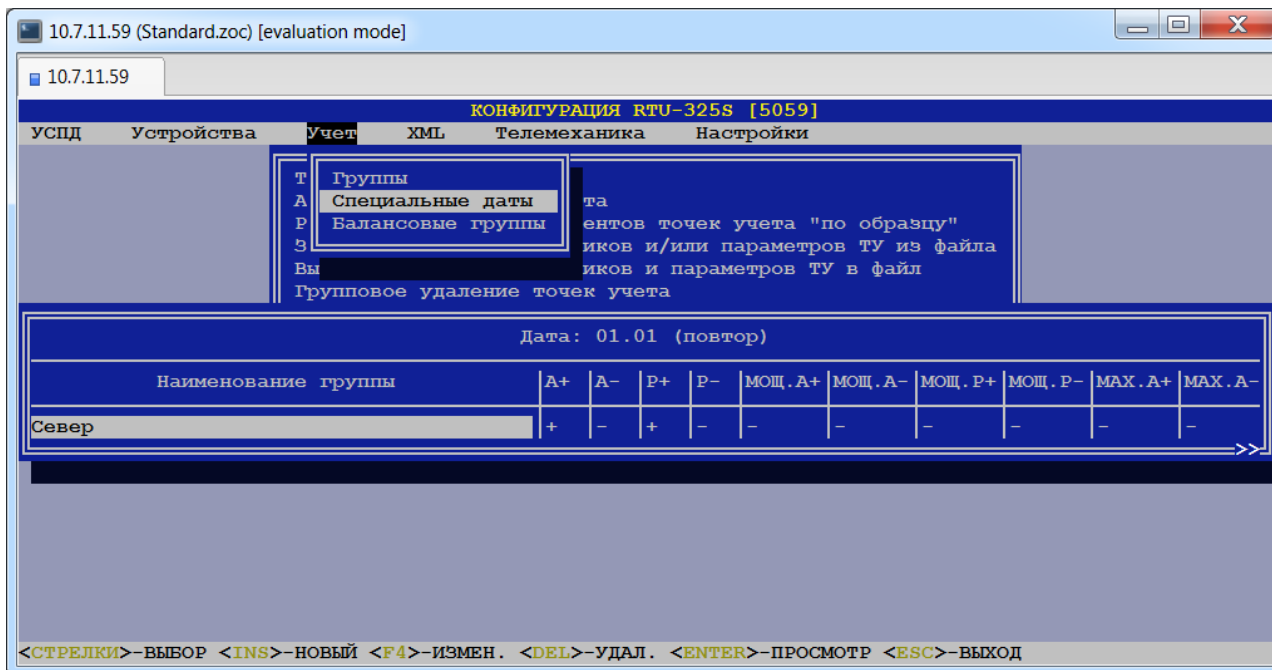 10.7.11.59 (Standard.zoc) [evaluation mode]
10.7.11.59
КОНФИГУРАЦИЯ RTU-325S [5059]
УСПД Устройства Учет XML Телемеханика Настройки
Т Группы
А Специальные даты та
Р Балансовые группы ентов точек учета "по образцу"
З иков и/или параметров ТУ из файла
Вы иков и параметров ТУ в файл
Групповое удаление точек учета
Дата: 01.01 (повтор)
Наименование группы A+ A- P+ P- МОЩ.A+ МОЩ.A- МОЩ.P+ МОЩ.P- MAX.A+ MAX.A-
Север + - + - - - - - - -
>>
<СТРЕЛКИ>-ВЫБОР <INS>-НОВЫЙ <F4>-ИЗМЕН. <DEL>-УДАЛ. <ENTER>-ПРОСМОТР <ESC>-ВЫХОД